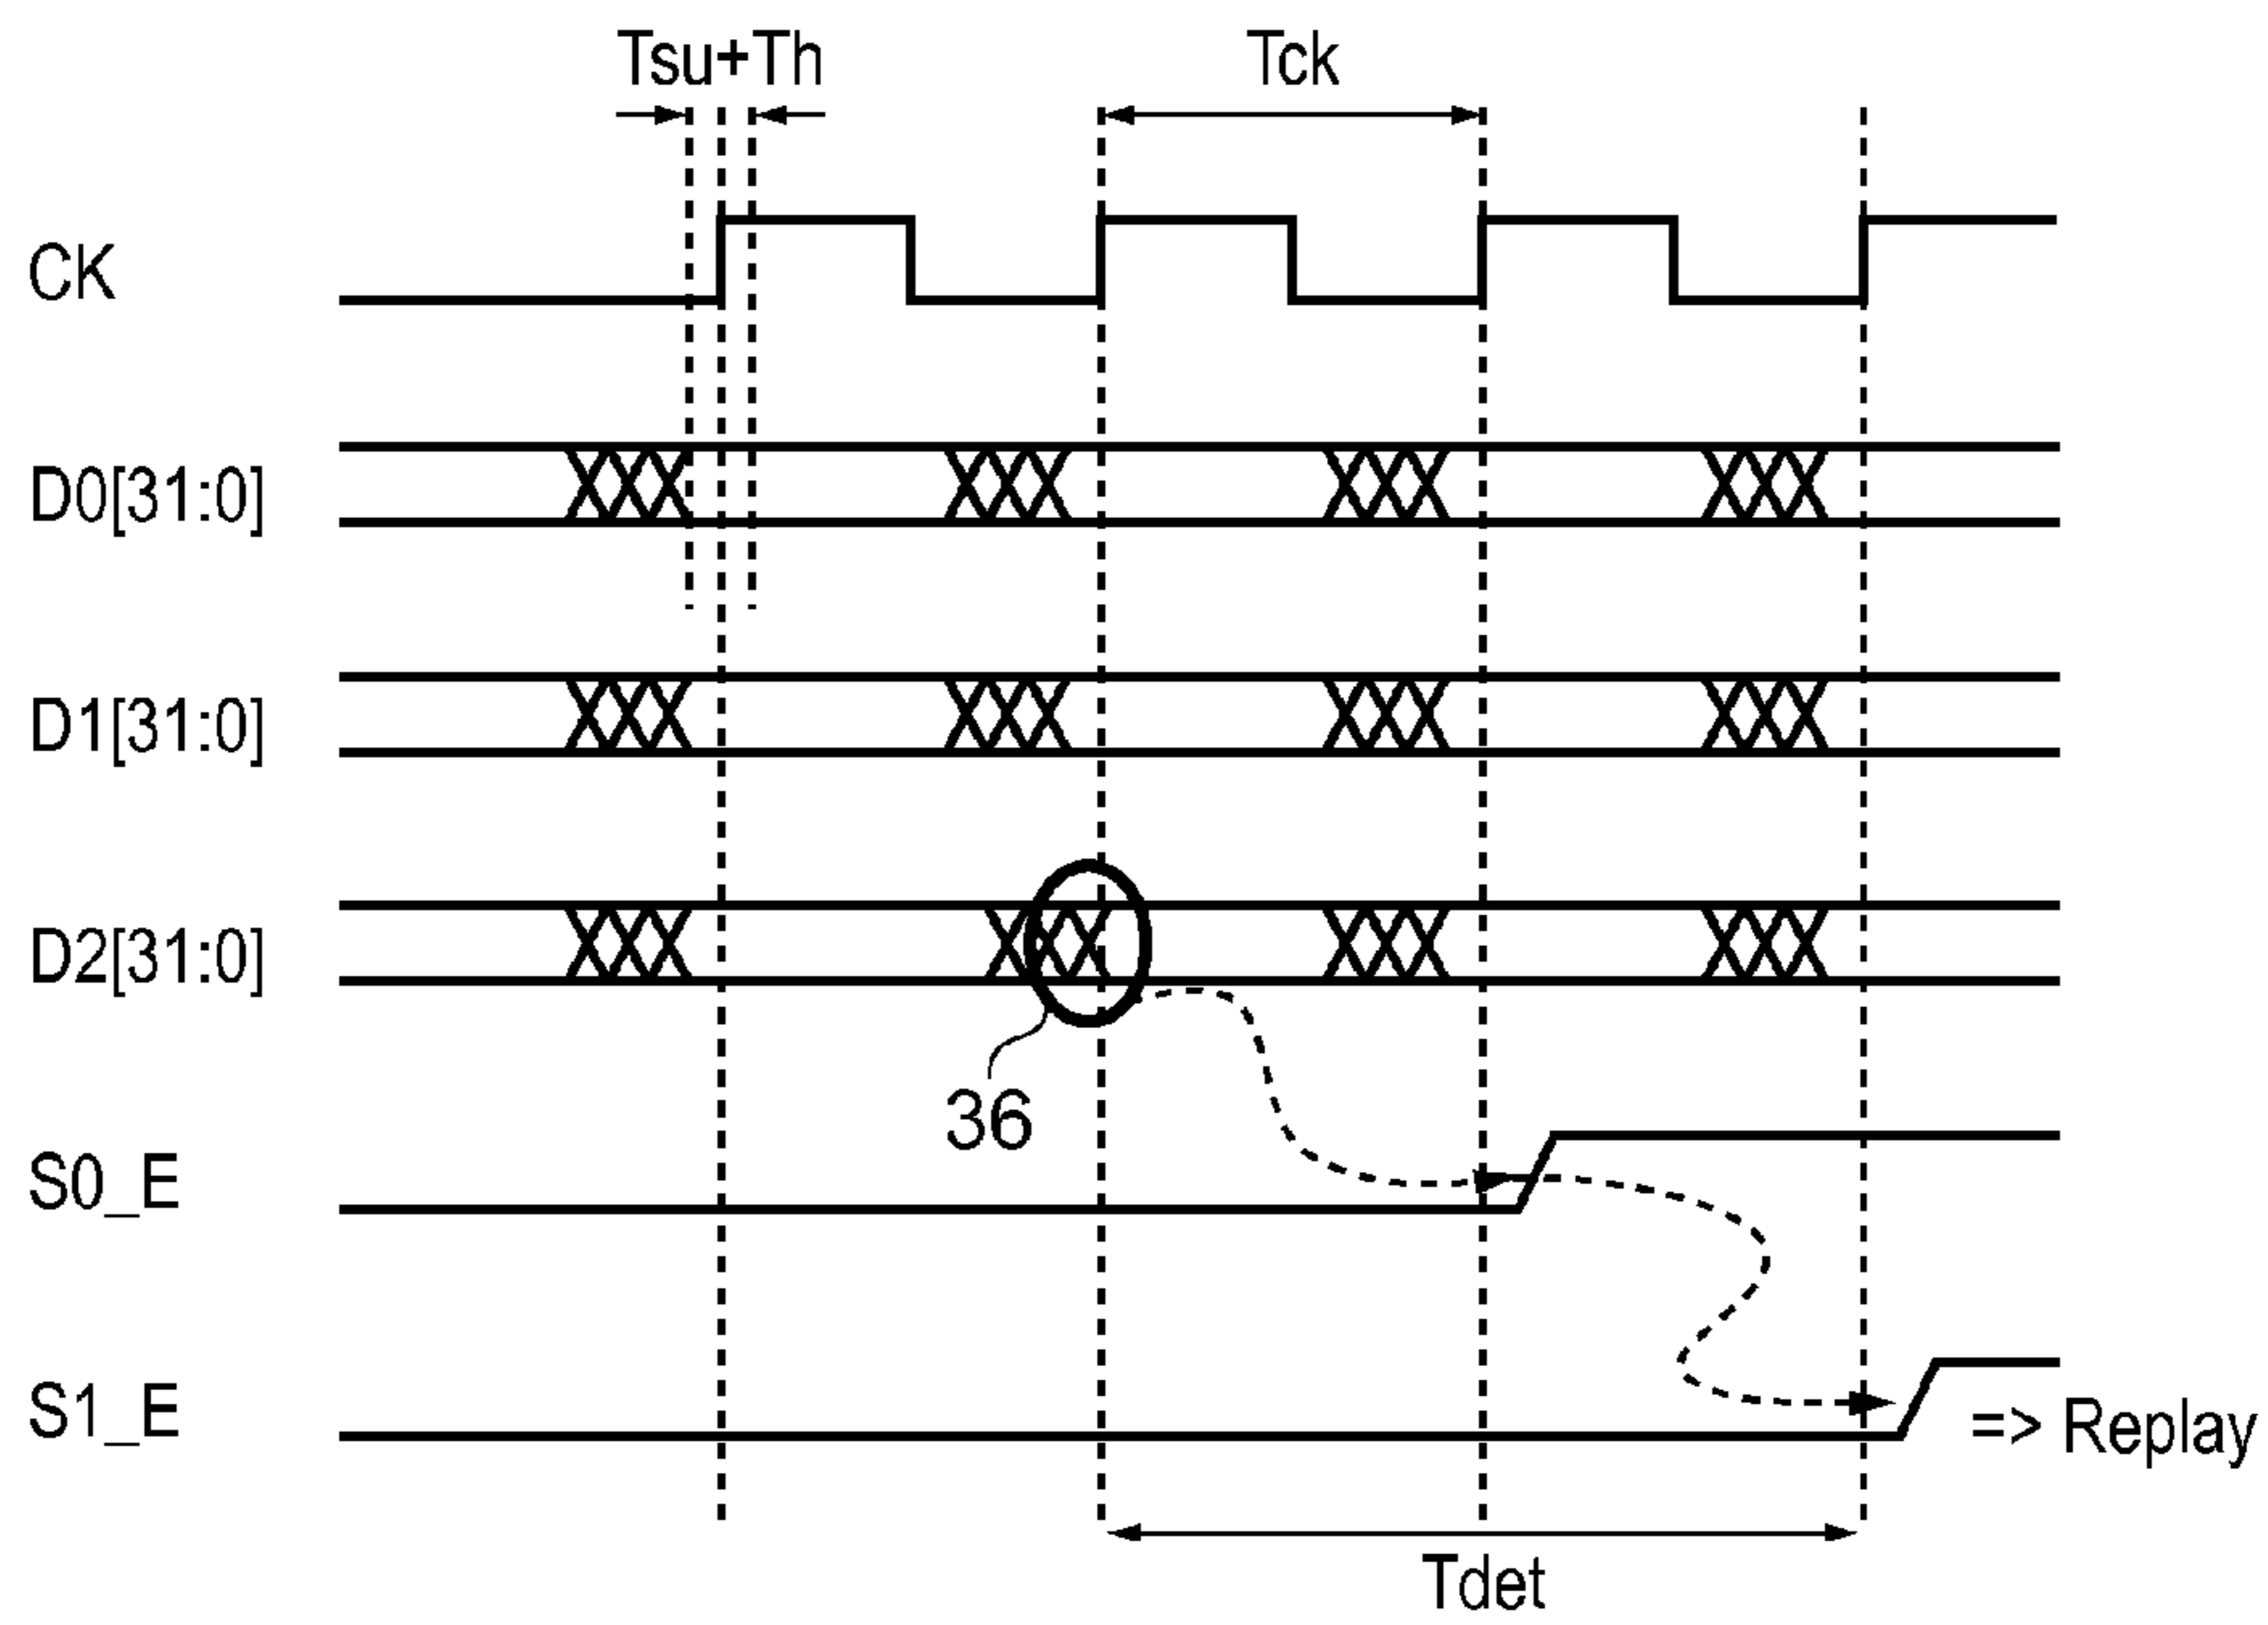 Tsu+Th
Tck
CK
D0[31:0]
D1[31:0]
D2[31:0]
36
S0_E
S1_E
=> Replay
Tdet